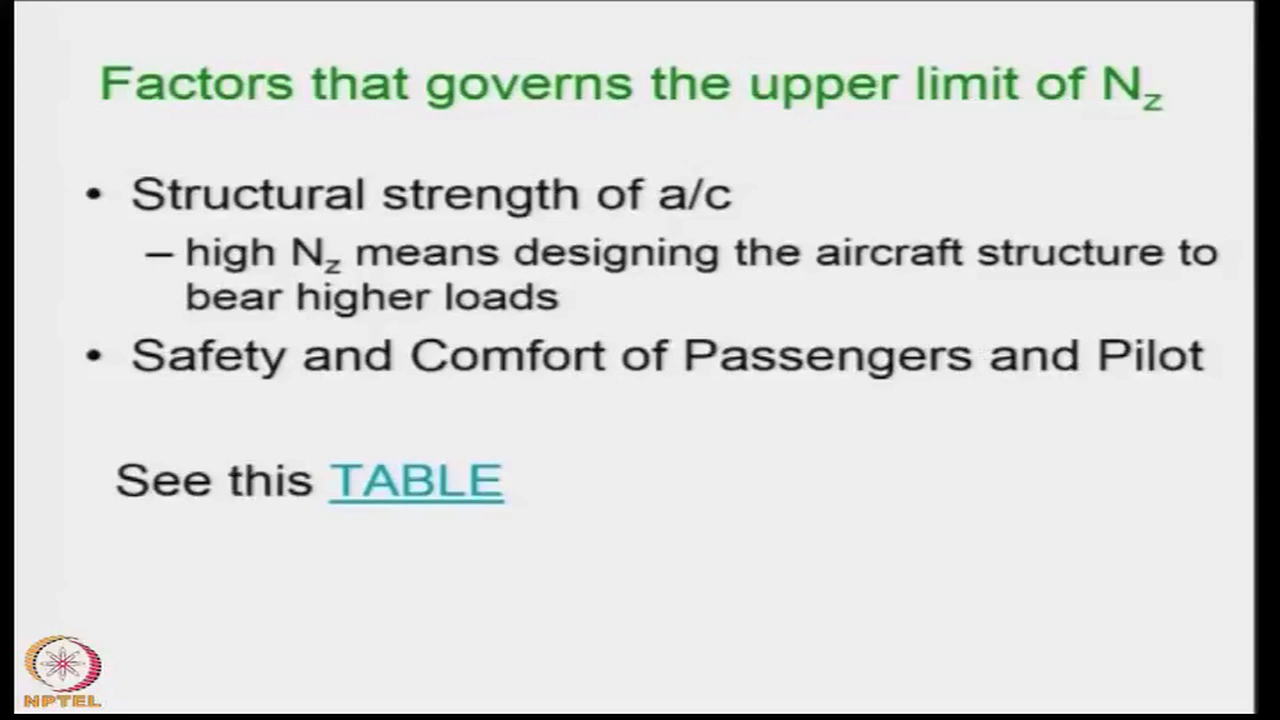 Factors that governs the upper limit of Nz
• Structural strength of a/c
– high Nz means designing the aircraft structure to
bear higher loads
• Safety and Comfort of Passengers and Pilot
See this TABLE
NPTEL